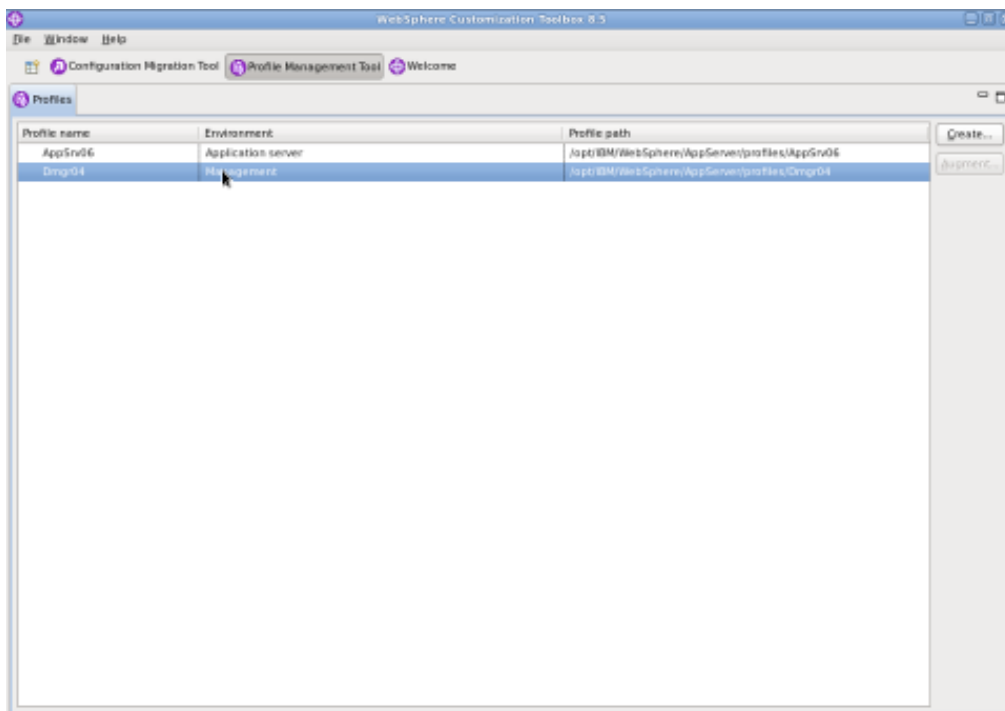 WebSphere Customization Toolbox 8.5
File Window Help
Configuration Migration Tool Profile Management Tool Welcome
Profiles
Profile name Environment Profile path Create...
AppSrv06 Application server /opt/IBM/WebSphere/AppServer/profiles/AppSrv06
Augment...
Dmgr04 Management /opt/IBM/WebSphere/AppServer/profiles/Dmgr04